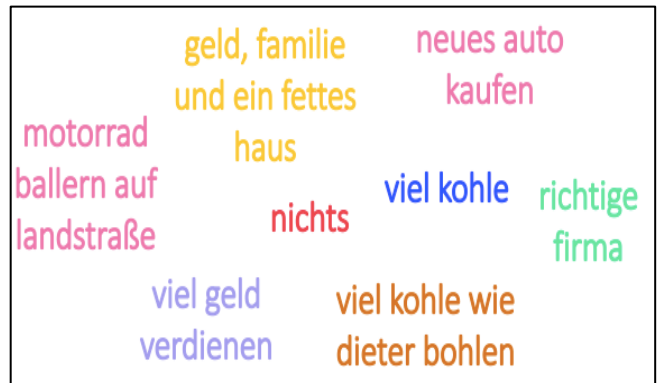 geld, familie
und ein fettes
haus
neues auto
kaufen
motorrad
ballern auf
landstraße
nichts
viel kohle
richtige
firma
viel geld
verdienen
viel kohle wie
dieter bohlen